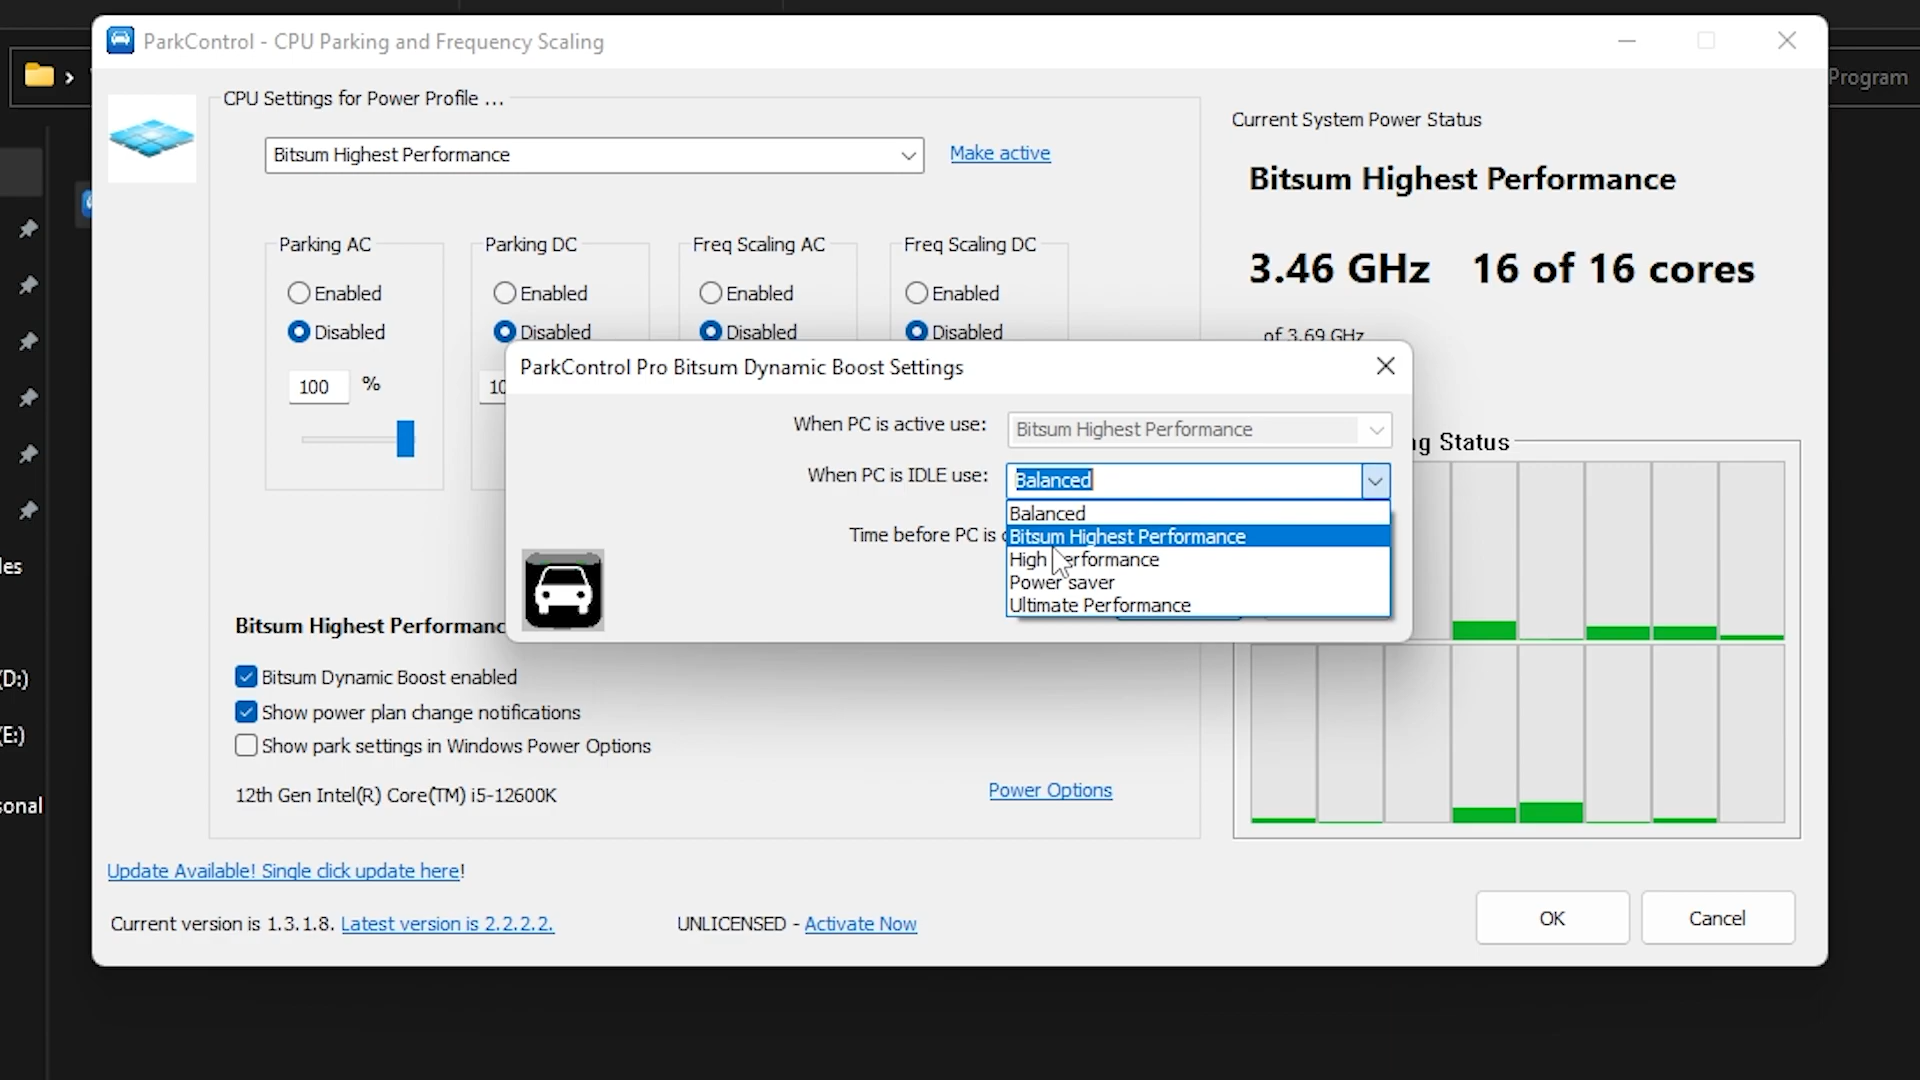 ParkControl - CPU Parking and Frequency Scaling
Program
CPU Settings for Power Profile ...
Bitsum Highest Performance
Make active
Current System Power Status
Bitsum Highest Performance
3.46 GHz 16 of 16 cores
of 3.69 GHz
Parking AC
Enabled
Disabled
100 %
Parking DC
Enabled
Disabled
Freq Scaling AC
Enabled
Disabled
Freq Scaling DC
Enabled
Disabled
ParkControl Pro Bitsum Dynamic Boost Settings
When PC is active use: Bitsum Highest Performance
When PC is IDLE use: Balanced
Balanced
Bitsum Highest Performance
High Performance
Power saver
Ultimate Performance
Time before PC is
Status
Bitsum Highest Performanc
Bitsum Dynamic Boost enabled
Show power plan change notifications
Show park settings in Windows Power Options
12th Gen Intel(R) Core(TM) i5-12600K
Power Options
(D:)
(E:)
sonal
Update Available! Single click update here!
Current version is 1.3.1.8. Latest version is 2.2.2.2.
UNLICENSED - Activate Now
OK
Cancel